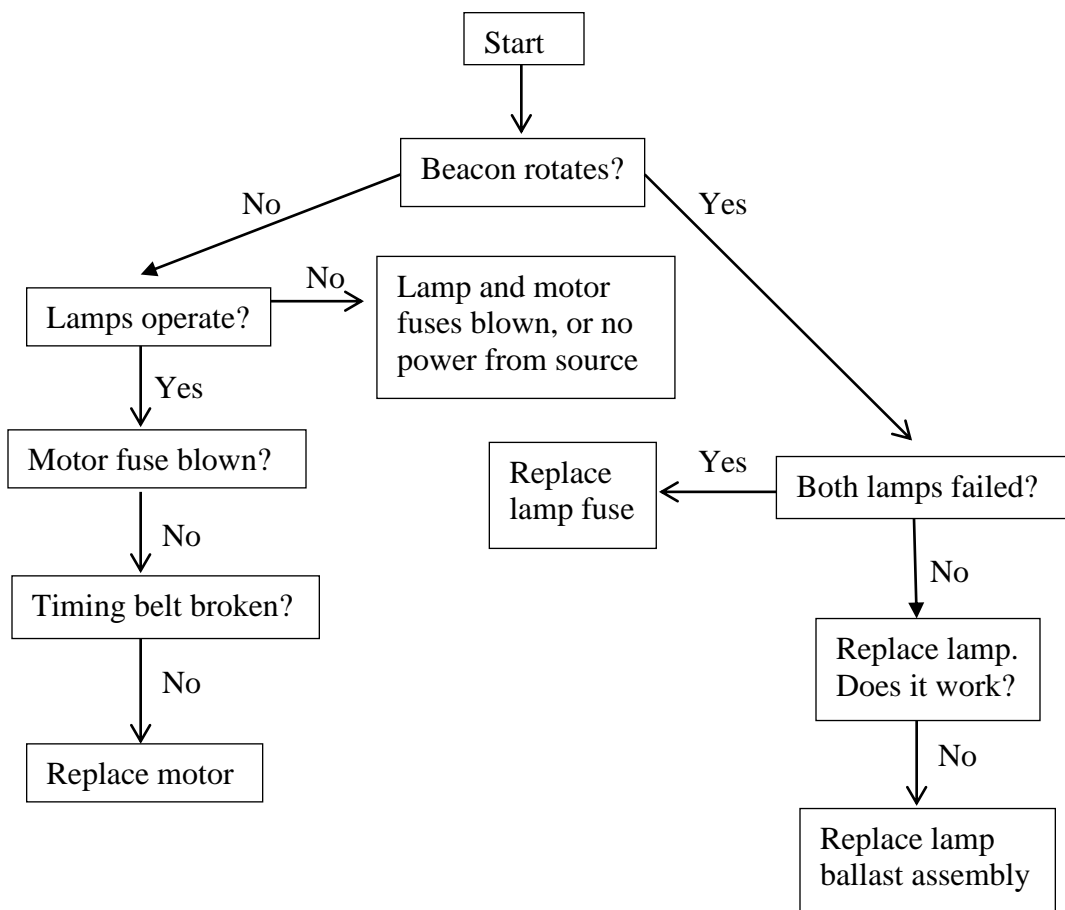 Start
Beacon rotates?
No
Yes
No
Lamps operate?
Lamp and motor
fuses blown, or no
power from source
Yes
Motor fuse blown?
Replace
lamp fuse
Yes
Both lamps failed?
No
No
Timing belt broken?
Replace lamp.
Does it work?
No
No
Replace motor
Replace lamp
ballast assembly